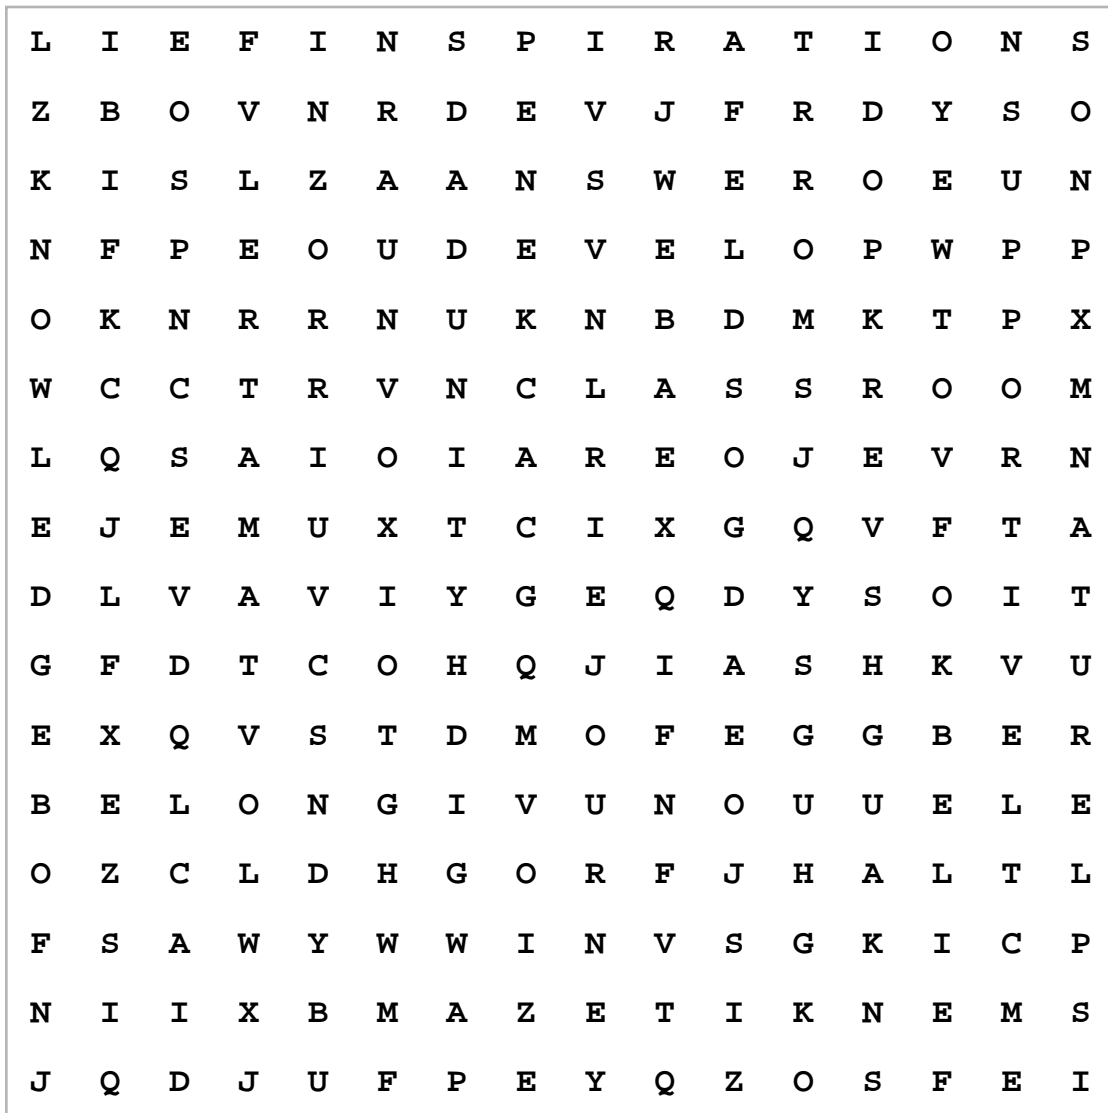 L I E F I N S P I R A T I O N S
Z B O V N R D E V J F R D Y S O
K I S L Z A A N S W E R O E U N
N F P E O U D E V E L O P W P P
O K N R R N U K N B D M K T P X
W C C T R V N C L A S S R O O M
L Q S A I O I A R E O J E V R N
E J E M U X T C I X G Q V F T A
D L V A V I Y G E Q D Y S O I T
G F D T C O H Q J I A S H K V U
E X Q V S T D M O F E G G B E R
B E L O N G I V U N O U U E L E
O Z C L D H G O R F J H A L T L
F S A W Y W W I N V S G K I C P
N I I X B M A Z E T I K N E M S
J Q D J U F P E Y Q Z O S F E I